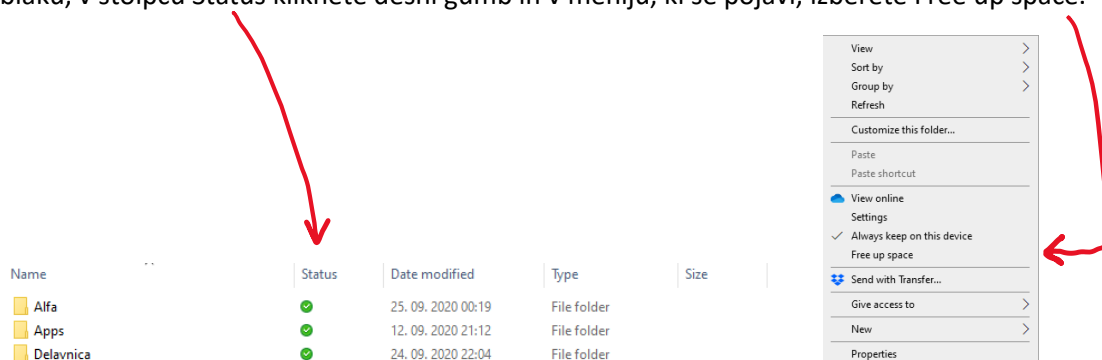 oblaku, v stolpcu Status kliknete desni gumb in v meniju, ki se pojavi, izberete Free up space.
View
Sort by
Group by
Refresh
Customize this folder...
Paste
Paste shortcut
View online
Settings
Always keep on this device
Free up space
Send with Transfer...
Give access to
New
Properties
Name Status Date modified Type Size
Alfa 25. 09. 2020 00:19 File folder
Apps 12. 09. 2020 21:12 File folder
Delavnica 24. 09. 2020 22:04 File folder